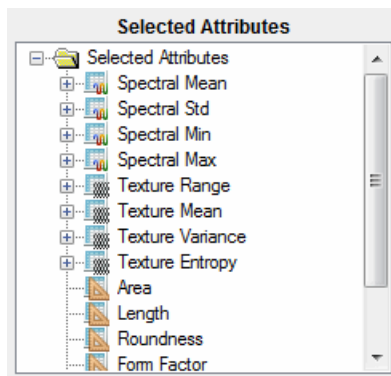 Selected Attributes
Selected Attributes
Spectral Mean
Spectral Std
Spectral Min
Spectral Max
Texture Range
Texture Mean
Texture Variance
Texture Entropy
Area
Length
Roundness
Form Factor